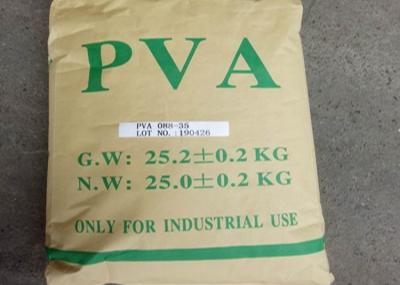 PVA
PVA 088-35
LOT NO. :190426
G.W: 25.2±0.2 KG
N.W: 25.0±0.2 KG
ONLY FOR INDUSTRIAL USE